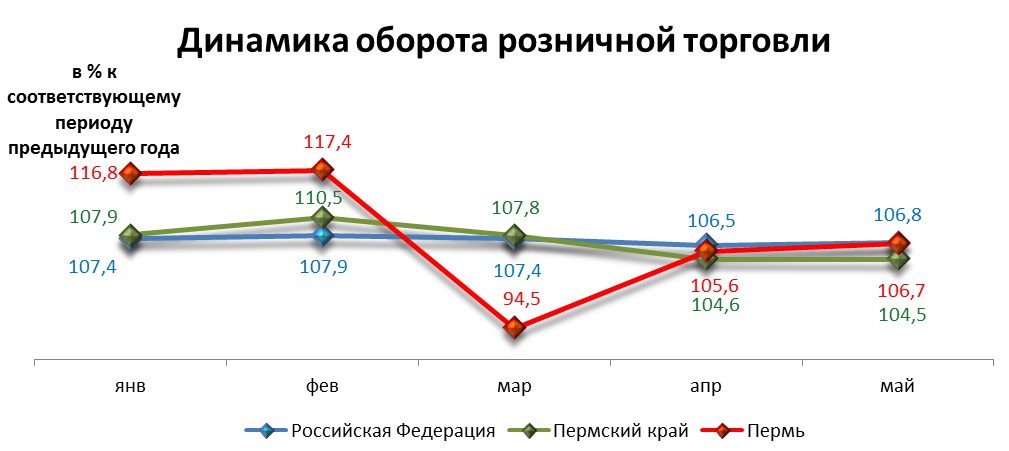 Динамика оборота розничной торговли
в % к
соответствующему
периоду
предыдущего года
116,8
117,4
107,9
110,5
107,8
106,5
106,8
107,4
107,9
107,4
94,5
105,6
104,6
106,7
104,5
янв фев мар апр май
Российская Федерация Пермский край Пермь